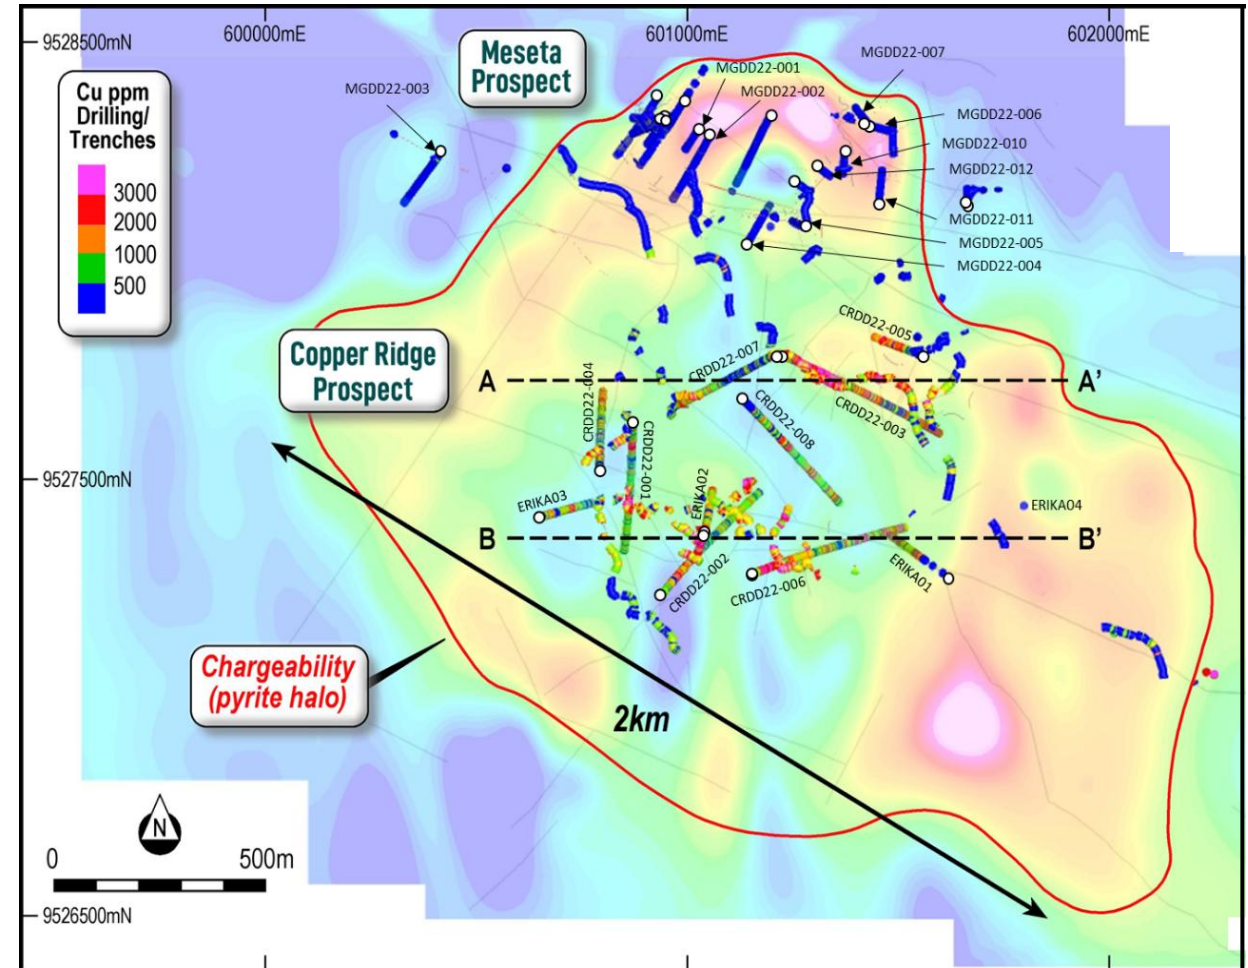 600000mE
601000mE
602000mE
9528500mN
Meseta
Prospect
MGDD22-007
MGDD22-001
MGDD22-003
MGDD22-002
Cu ppm
Drilling/
Trenches
3000
2000
1000
500
MGDD22-006
MGDD22-010
MGDD22-012
MGDD22-011
MGDD22-005
MGDD22-004
CRDD22-005
Copper Ridge
Prospect
CRDD22-007
A
A'
CRDD22-004
CRDD22-003
CRDD22-008
CRDD22-001
9527500mN
ERIKA02
ERIKA03
ERIKA04
B
B'
CRDD22-002
CRDD22-006
ERIKA01
Chargeability
(pyrite halo)
2km
N
0
500m
9526500mN